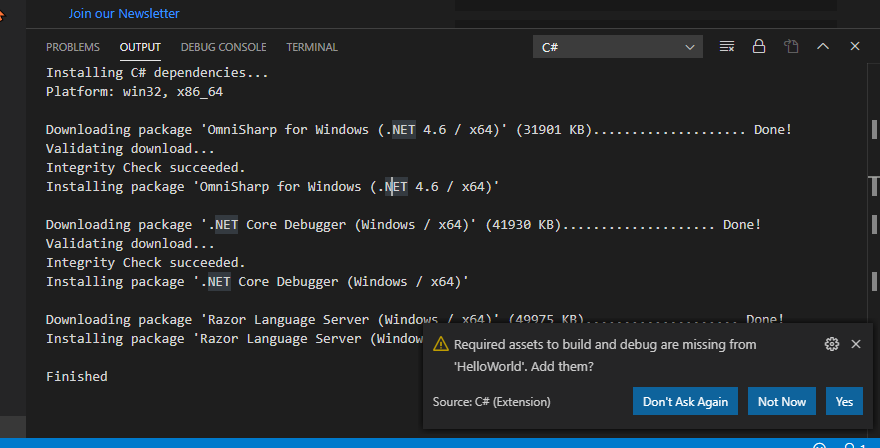 Join our Newsletter
PROBLEMS OUTPUT DEBUG CONSOLE TERMINAL C#
Installing C# dependencies...
Platform: win32, x86_64
Downloading package 'OmniSharp for Windows (.NET 4.6 / x64)' (31901 KB).................... Done!
Validating download...
Integrity Check succeeded.
Installing package 'OmniSharp for Windows (.NET 4.6 / x64)'
Downloading package '.NET Core Debugger (Windows / x64)' (41930 KB).................... Done!
Validating download...
Integrity Check succeeded.
Installing package '.NET Core Debugger (Windows / x64)'
Downloading package 'Razor Language Server (Windows / x64)' (49975 KB).................... Done!
Installing package 'Razor Language Server (Window
Finished
Required assets to build and debug are missing from
'HelloWorld'. Add them?
Source: C# (Extension)
Don't Ask Again Not Now Yes
1